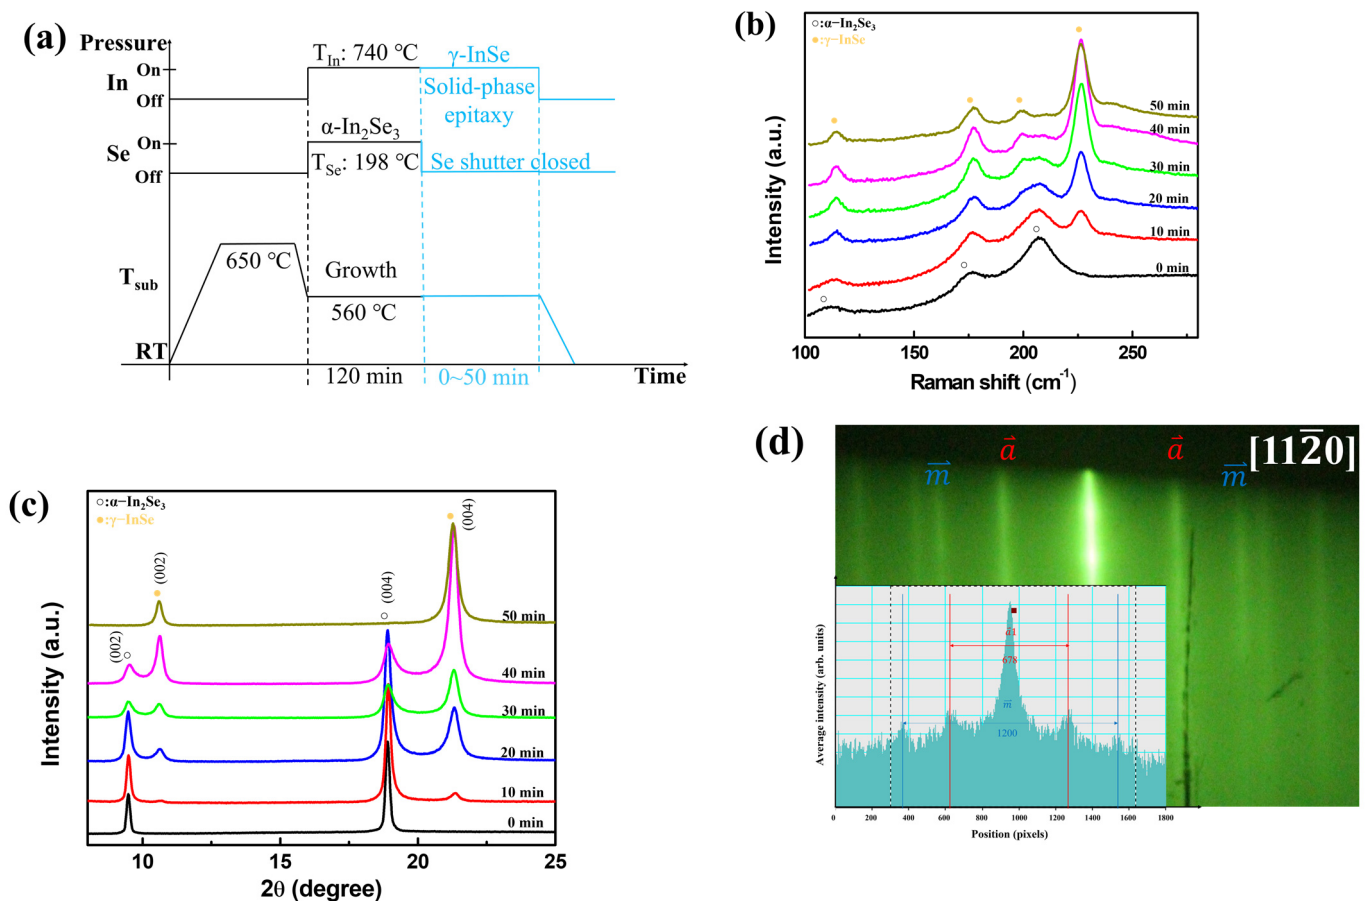 (a)
Pressure
In
On
Off
T_In: 740 ℃
γ-InSe
Solid-phase
epitaxy
α-In₂Se₃
Se
On
Off
T_Se: 198 ℃
Se shutter closed
T_sub
650 ℃
Growth
560 ℃
RT
120 min
0~50 min
Time
(b)
○:α−In₂Se₃
●:γ−InSe
50 min
40 min
30 min
20 min
10 min
0 min
Intensity (a.u.)
100
150
200
250
Raman shift (cm⁻¹)
(c)
○:α−In₂Se₃
●:γ−InSe
(002)
(002)
(004)
(004)
50 min
40 min
30 min
20 min
10 min
0 min
Intensity (a.u.)
10
15
20
25
2θ (degree)
(d)
[112̅0]
m⃗
a⃗
a⃗
m⃗
a⃗1
678
m⃗
1200
Average intensity (arb. units)
0
200
400
600
800
1000
1200
1400
1600
1800
Position (pixels)